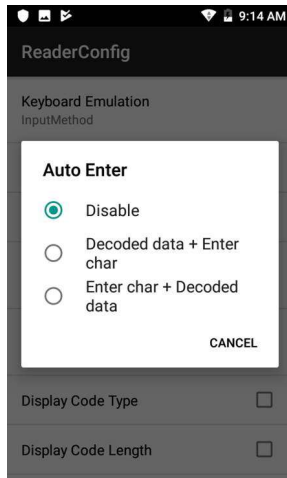 9:14 AM
ReaderConfig
Keyboard Emulation
InputMethod
Auto Enter
Disable
Decoded data + Enter
char
Enter char + Decoded
data
CANCEL
Display Code Type
Display Code Length